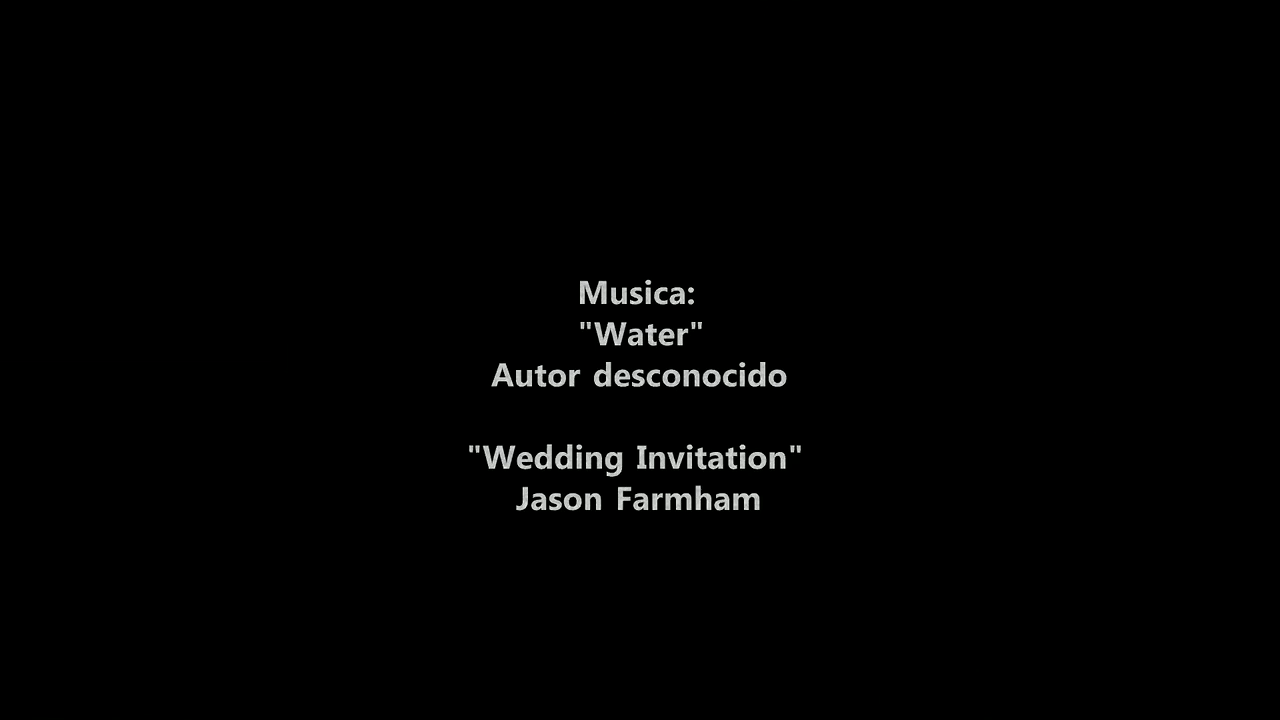 Musica:
"Water"
Autor desconocido
"Wedding Invitation"
Jason Farmham